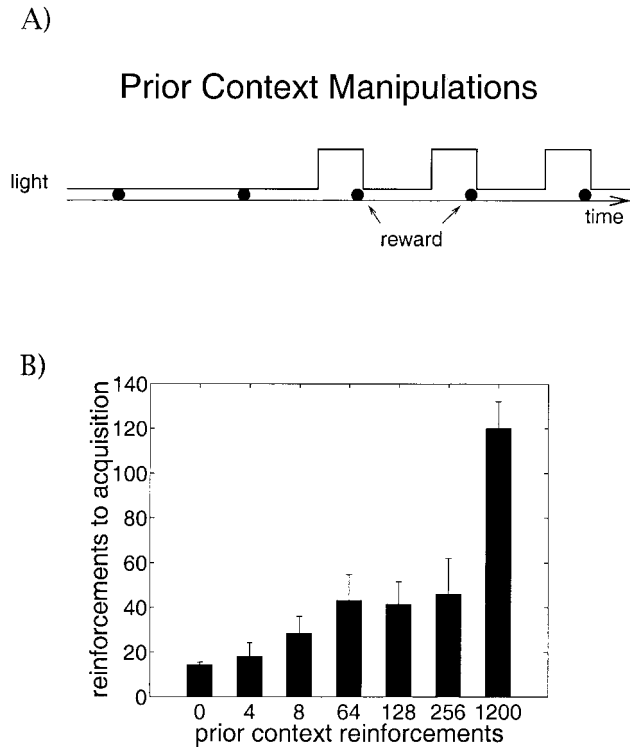 A)
Prior Context Manipulations
light
time
reward
B)
reinforcements to acquisition
140
120
100
80
60
40
20
0
0 4 8 64 128 256 1200
prior context reinforcements